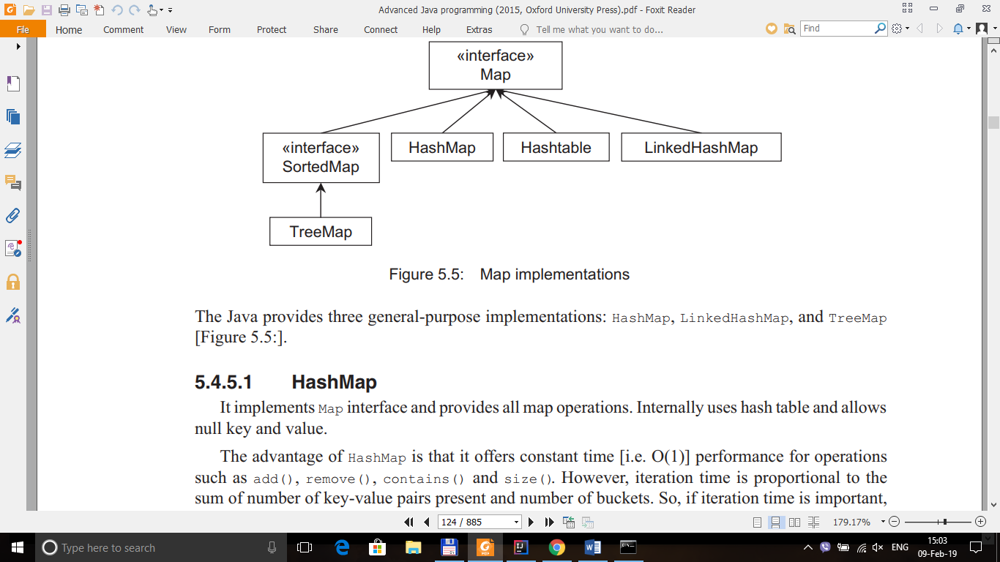 Advanced Java programming (2015, Oxford University Press).pdf - Foxit Reader
File Home Comment View Form Protect Share Connect Help Extras Tell me what you want to do... Find
«interface»
Map
«interface»
SortedMap
HashMap
Hashtable
LinkedHashMap
TreeMap
Figure 5.5: Map implementations
The Java provides three general-purpose implementations: HashMap, LinkedHashMap, and TreeMap
[Figure 5.5:].
5.4.5.1 HashMap
It implements Map interface and provides all map operations. Internally uses hash table and allows
null key and value.
The advantage of HashMap is that it offers constant time [i.e. O(1)] performance for operations
such as add(), remove(), contains() and size(). However, iteration time is proportional to the
sum of number of key-value pairs present and number of buckets. So, if iteration time is important,
124 / 885
179.17%
Type here to search
ENG
15:03
09-Feb-19